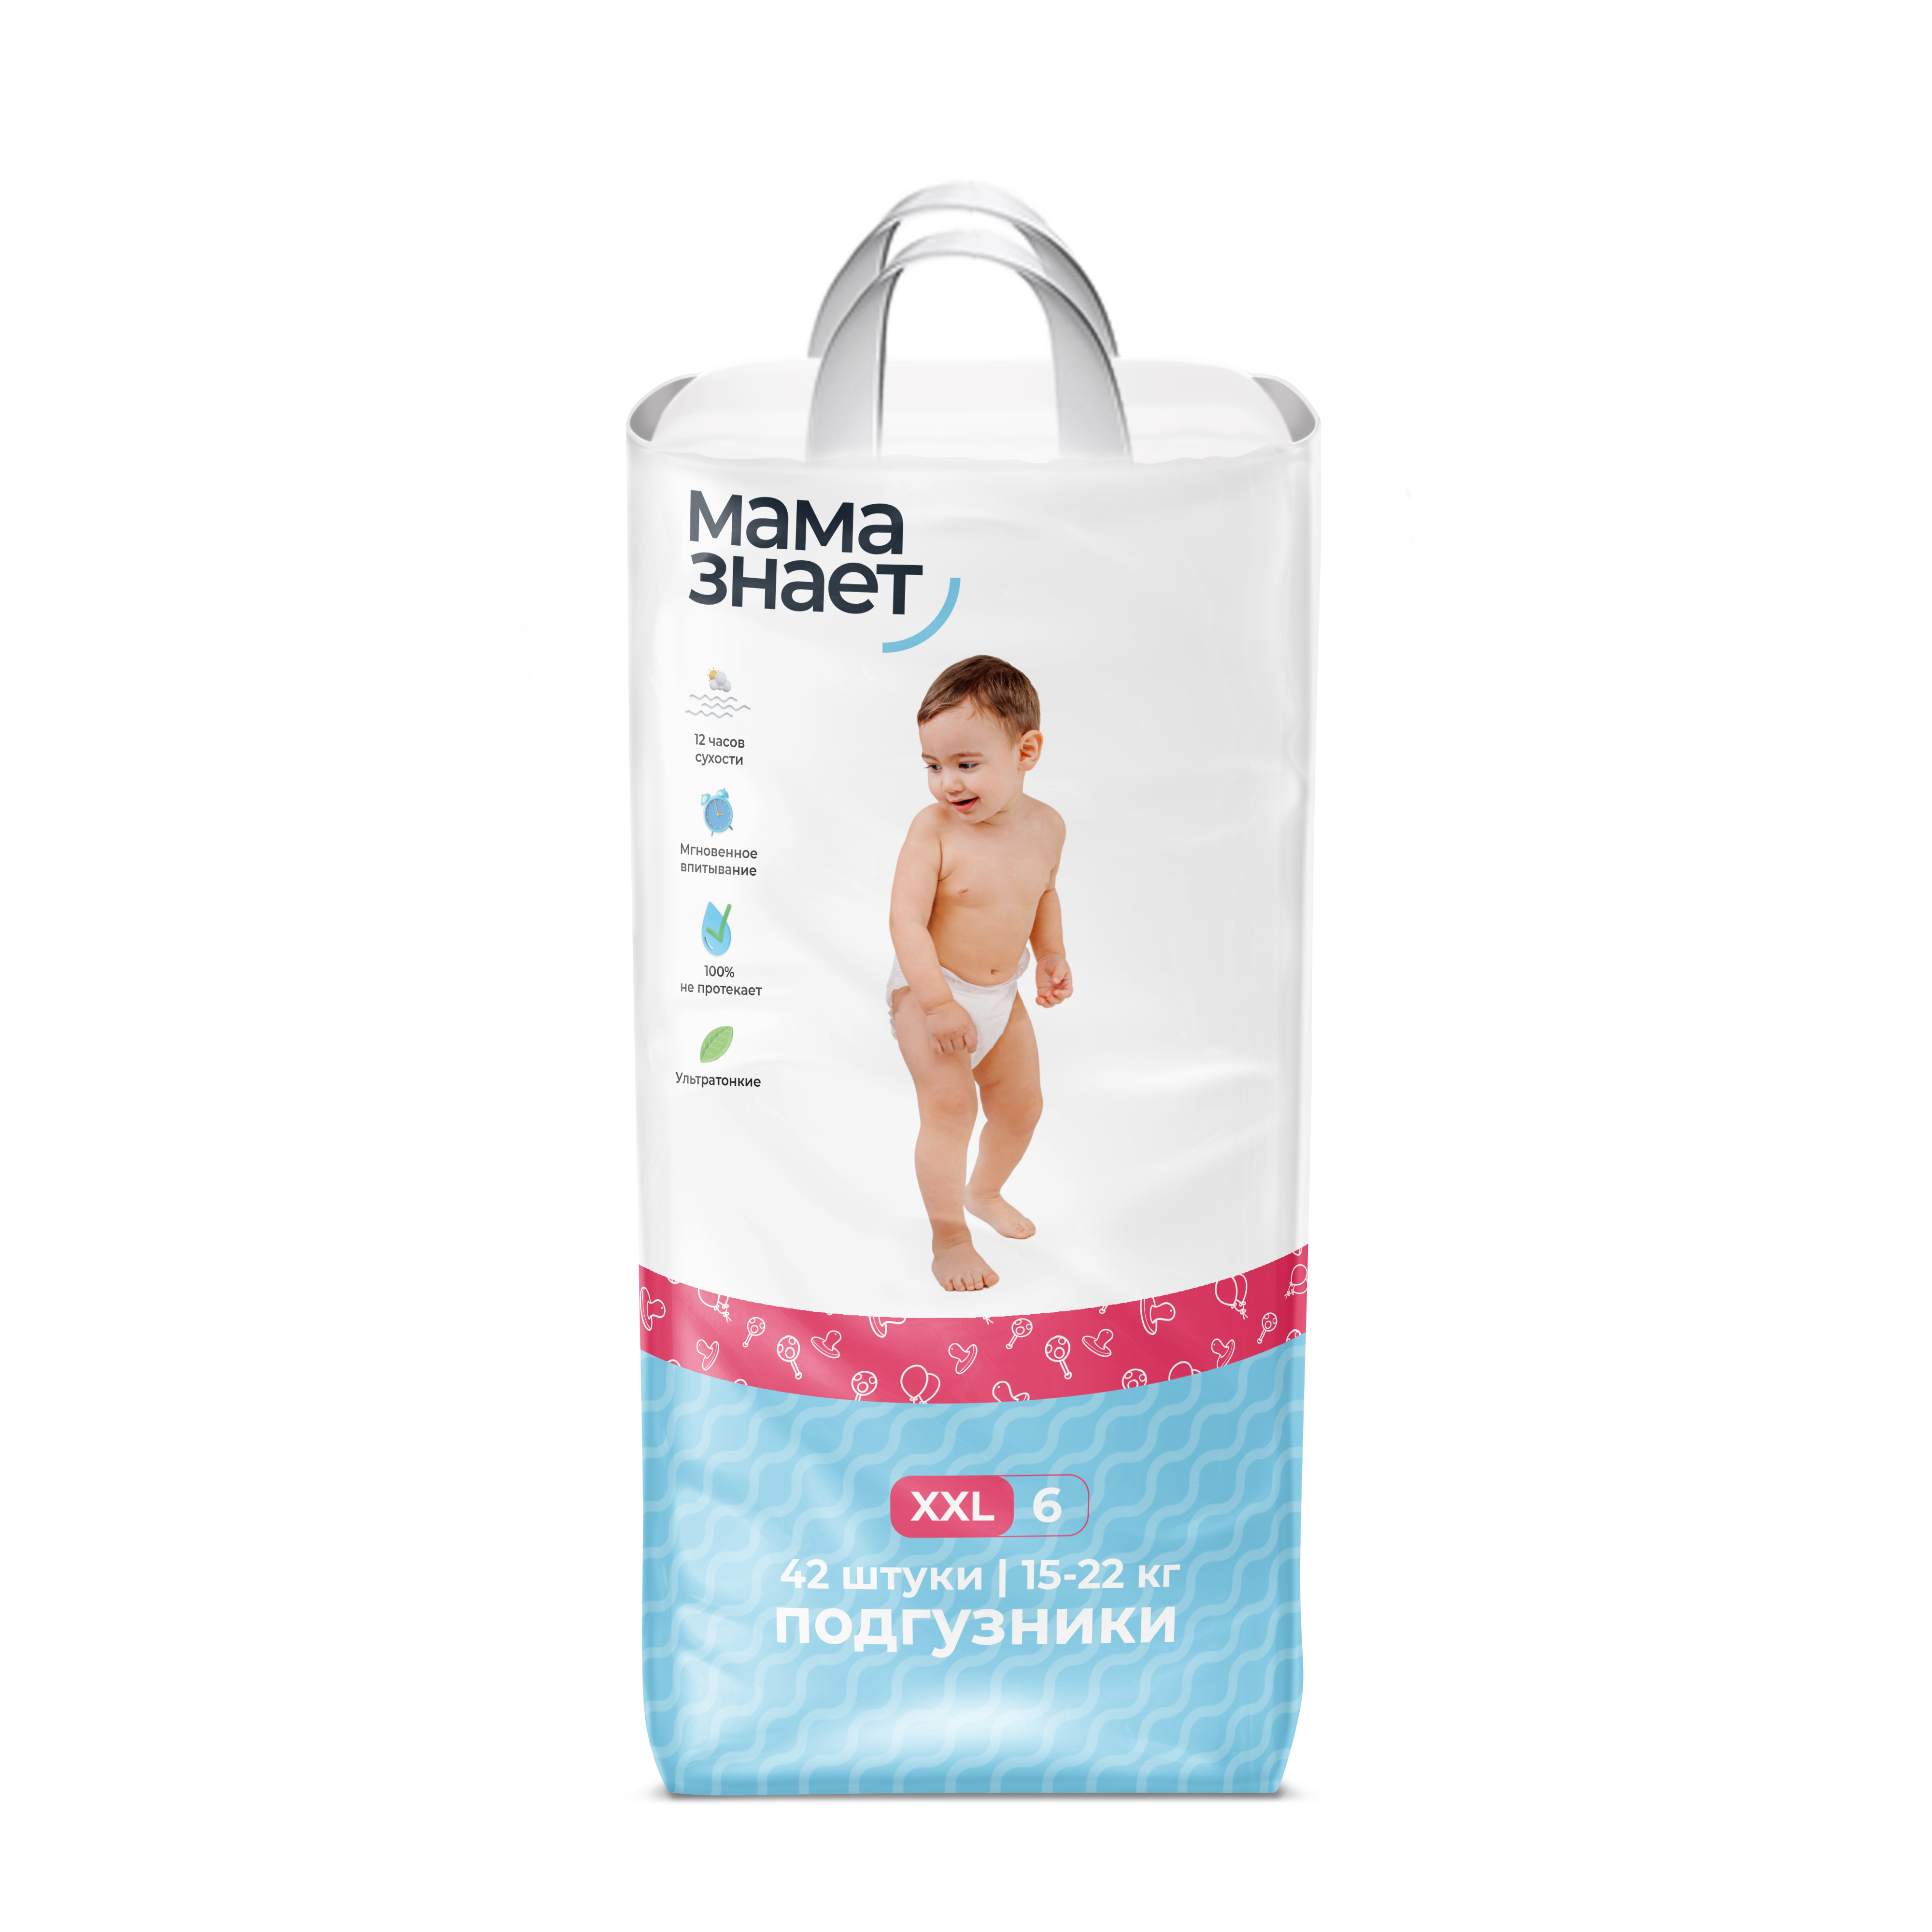 мама
знает
12 часов
сухости
Мгновенное
впитывание
100%
не протекает
Ультратонкие
XXL 6
42 штуки | 15-22 кг
подгузники